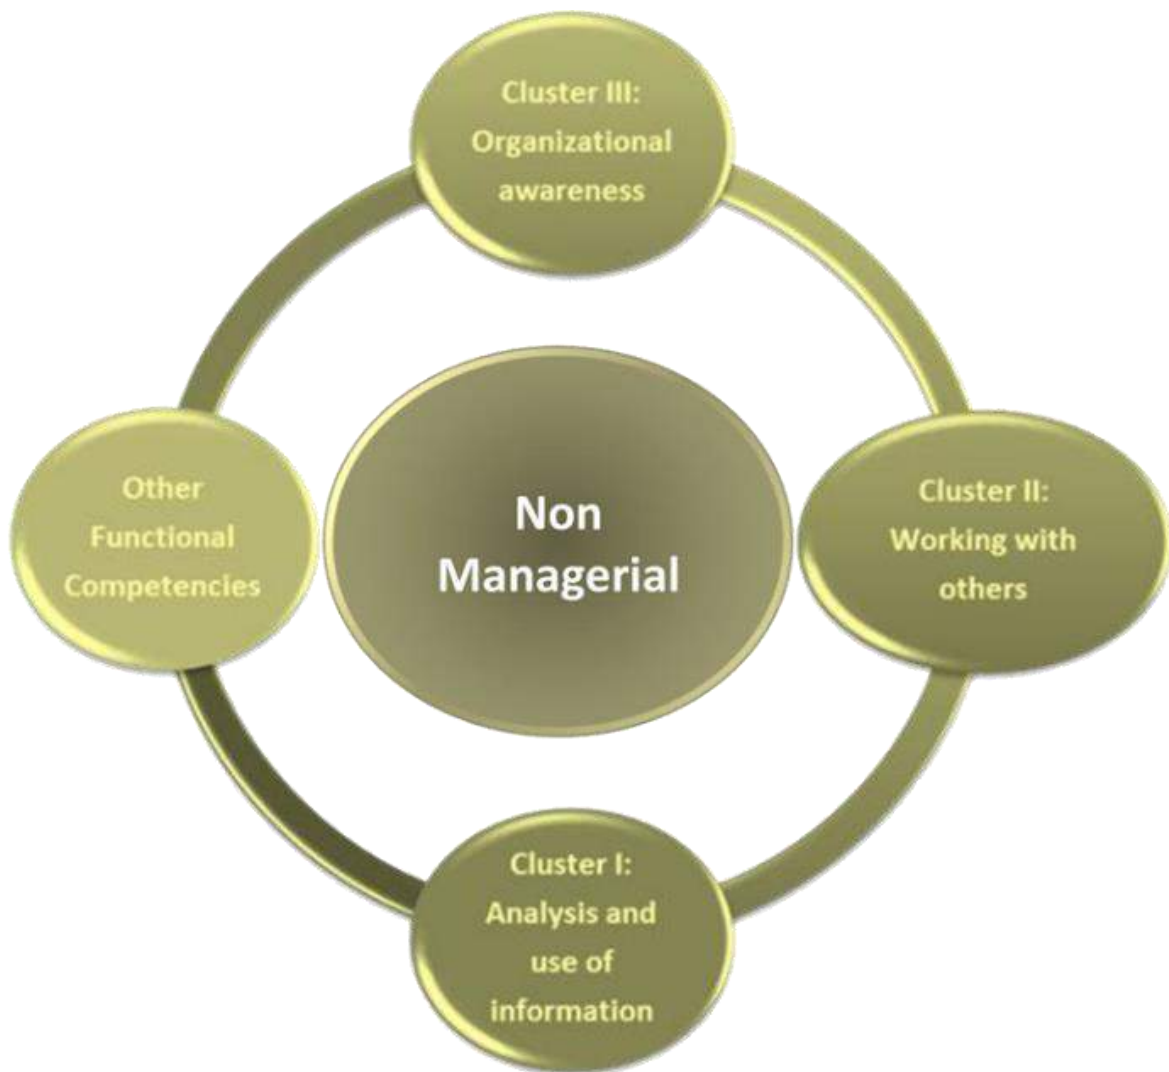 Cluster III:
Organizational
awareness
Other
Functional
Competencies
Non
Managerial
Cluster II:
Working with
others
Cluster I:
Analysis and
use of
information